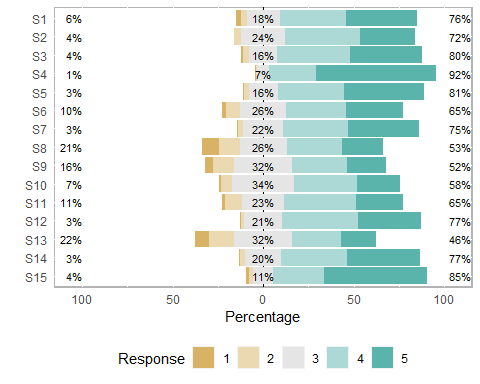 S1 6% 18% 76%
S2 4% 24% 72%
S3 4% 16% 80%
S4 1% 7% 92%
S5 3% 16% 81%
S6 10% 26% 65%
S7 3% 22% 75%
S8 21% 26% 53%
S9 16% 32% 52%
S10 7% 34% 58%
S11 11% 23% 65%
S12 3% 21% 77%
S13 22% 32% 46%
S14 3% 20% 77%
S15 4% 11% 85%
100 50 0 50 100
Percentage
Response 1 2 3 4 5